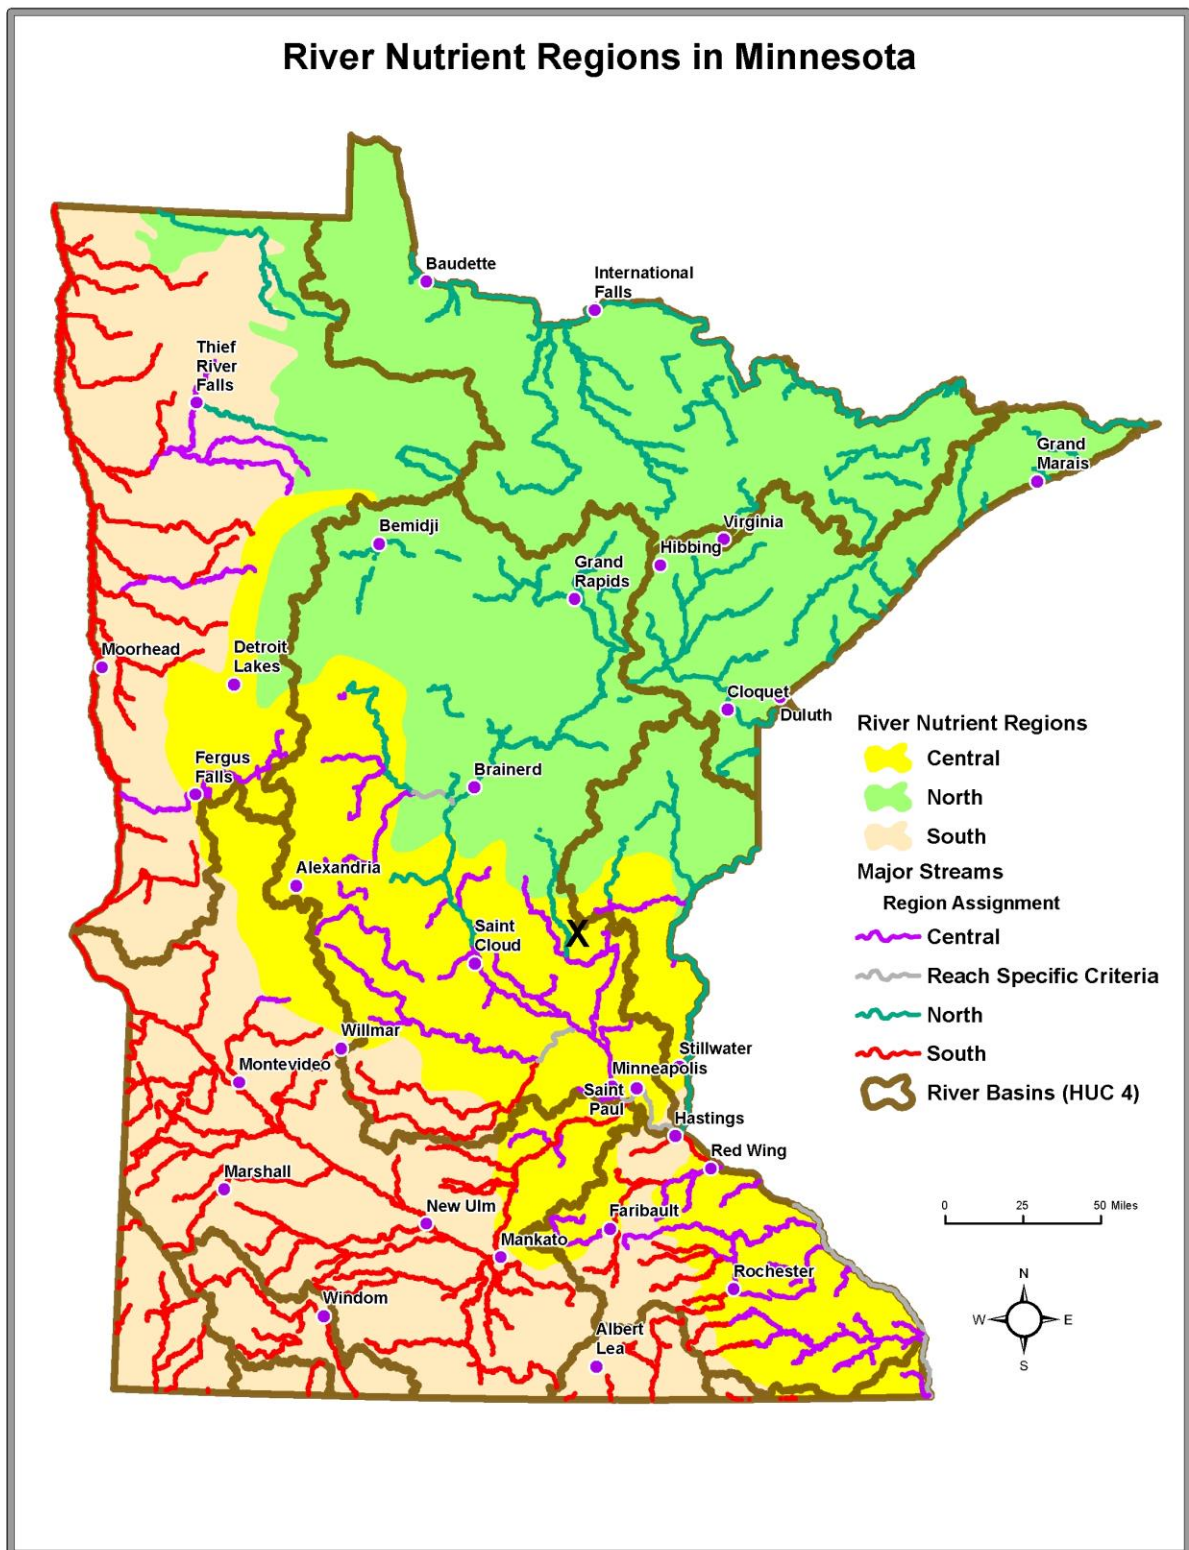 River Nutrient Regions in Minnesota
Baudette
International
Falls
Thief
River
Falls
Grand
Marais
Bemidji
Virginia
Hibbing
Grand
Rapids
Moorhead
Detroit
Lakes
Cloquet
Duluth
Fergus
Falls
Brainerd
Alexandria
Saint
Cloud
X
Willmar
Montevideo
Stillwater
Minneapolis
Saint
Paul
Hastings
Red Wing
Marshall
New Ulm
Faribault
Mankato
Rochester
Windom
Albert
Lea
River Nutrient Regions
Central
North
South
Major Streams
Region Assignment
Central
Reach Specific Criteria
North
South
River Basins (HUC 4)
0 25 50 Miles
N
W E
S